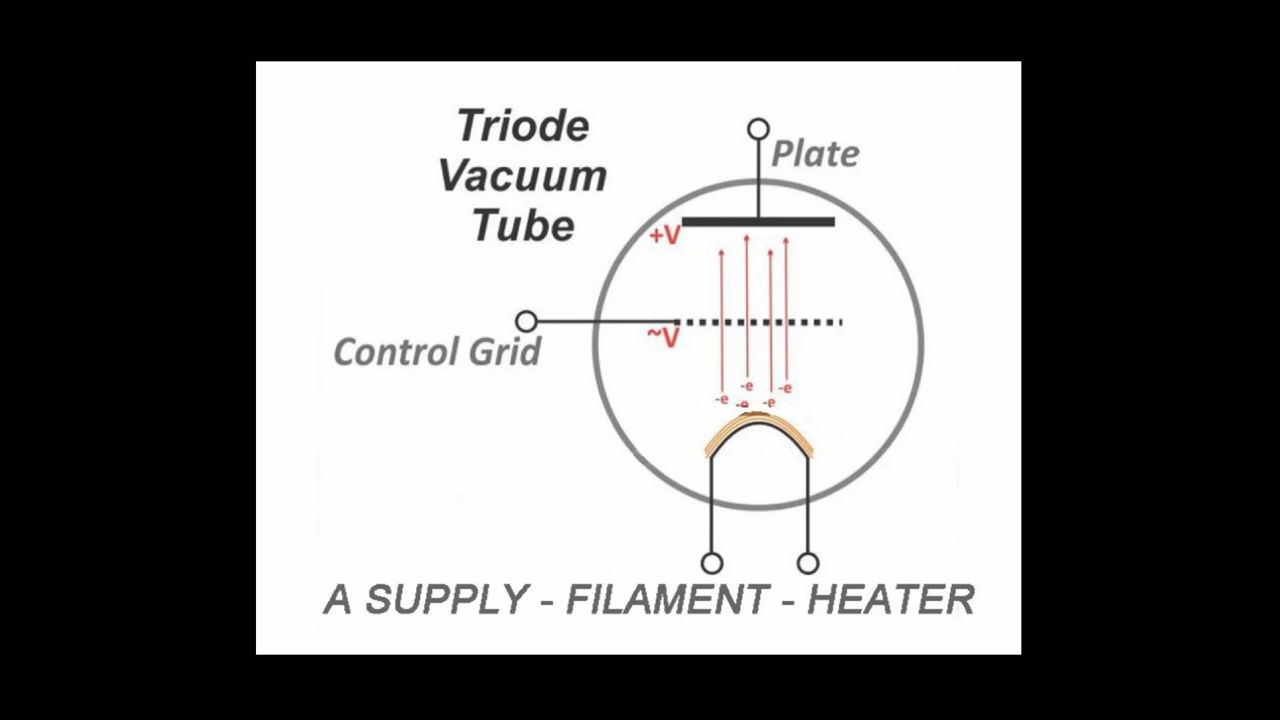 Triode
Vacuum
Tube
Plate
+V
~V
Control Grid
-e
-e
-e
-e
-e
A SUPPLY - FILAMENT - HEATER